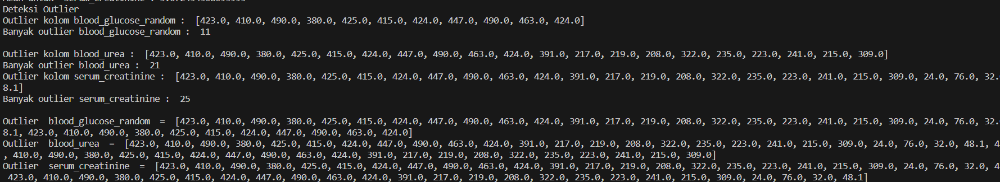 Deteksi Outlier
Outlier kolom blood_glucose_random :  [423.0, 410.0, 490.0, 380.0, 425.0, 415.0, 424.0, 447.0, 490.0, 463.0, 424.0]
Banyak outlier blood_glucose_random :  11
Outlier kolom blood_urea :  [423.0, 410.0, 490.0, 380.0, 425.0, 415.0, 424.0, 447.0, 490.0, 463.0, 424.0, 391.0, 217.0, 219.0, 208.0, 322.0, 235.0, 223.0, 241.0, 215.0, 309.0]
Banyak outlier blood_urea :  21
Outlier kolom serum_creatinine :  [423.0, 410.0, 490.0, 380.0, 425.0, 415.0, 424.0, 447.0, 490.0, 463.0, 424.0, 391.0, 217.0, 219.0, 208.0, 322.0, 235.0, 223.0, 241.0, 215.0, 309.0, 24.0, 76.0, 32.
8.1]
Banyak outlier serum_creatinine :  25
Outlier  blood_glucose_random  =  [423.0, 410.0, 490.0, 380.0, 425.0, 415.0, 424.0, 447.0, 490.0, 463.0, 424.0, 391.0, 217.0, 219.0, 208.0, 322.0, 235.0, 223.0, 241.0, 215.0, 309.0, 24.0, 76.0, 32.
8.1, 423.0, 410.0, 490.0, 380.0, 425.0, 415.0, 424.0, 447.0, 490.0, 463.0, 424.0]
Outlier  blood_urea  =  [423.0, 410.0, 490.0, 380.0, 425.0, 415.0, 424.0, 447.0, 490.0, 463.0, 424.0, 391.0, 217.0, 219.0, 208.0, 322.0, 235.0, 223.0, 241.0, 215.0, 309.0, 24.0, 76.0, 32.0, 48.1, 4
, 410.0, 490.0, 380.0, 425.0, 415.0, 424.0, 447.0, 490.0, 463.0, 424.0, 391.0, 217.0, 219.0, 208.0, 322.0, 235.0, 223.0, 241.0, 215.0, 309.0]
Outlier  serum_creatinine  =  [423.0, 410.0, 490.0, 380.0, 425.0, 415.0, 424.0, 447.0, 490.0, 463.0, 424.0, 391.0, 217.0, 219.0, 208.0, 322.0, 235.0, 223.0, 241.0, 215.0, 309.0, 24.0, 76.0, 32.0, 4
423.0, 410.0, 490.0, 380.0, 425.0, 415.0, 424.0, 447.0, 490.0, 463.0, 424.0, 391.0, 217.0, 219.0, 208.0, 322.0, 235.0, 223.0, 241.0, 215.0, 309.0, 24.0, 76.0, 32.0, 48.1]